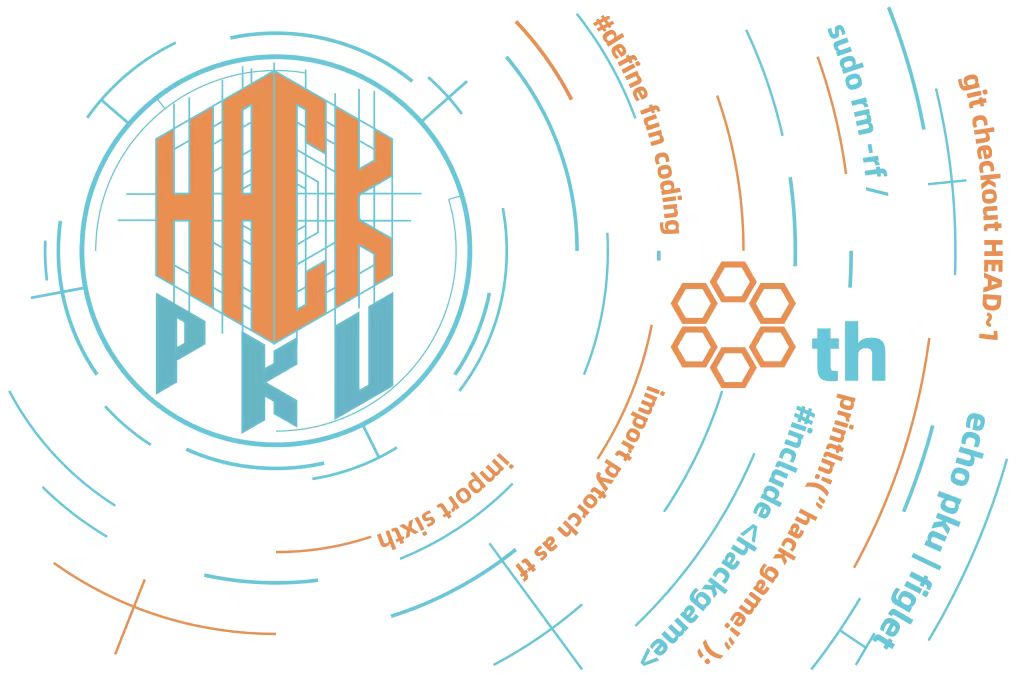 HACK
PKU
#define fun coding
sudo rm -rf /
git checkout HEAD~1
th
import sixth
import pytorch as tf
#include <hackgame>
println!(“ hack game!”);
echo pku | figlet